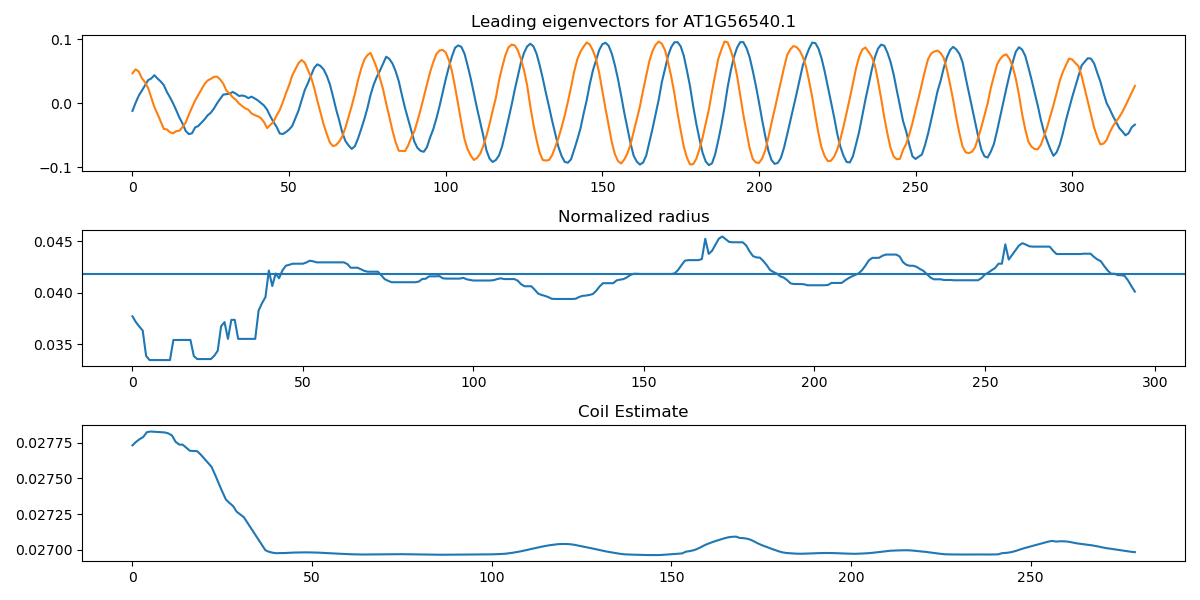 Leading eigenvectors for AT1G56540.1
0.1
0.0
−0.1
0 50 100 150 200 250 300
Normalized radius
0.045
0.040
0.035
0 50 100 150 200 250 300
Coil Estimate
0.02775
0.02750
0.02725
0.02700
0 50 100 150 200 250